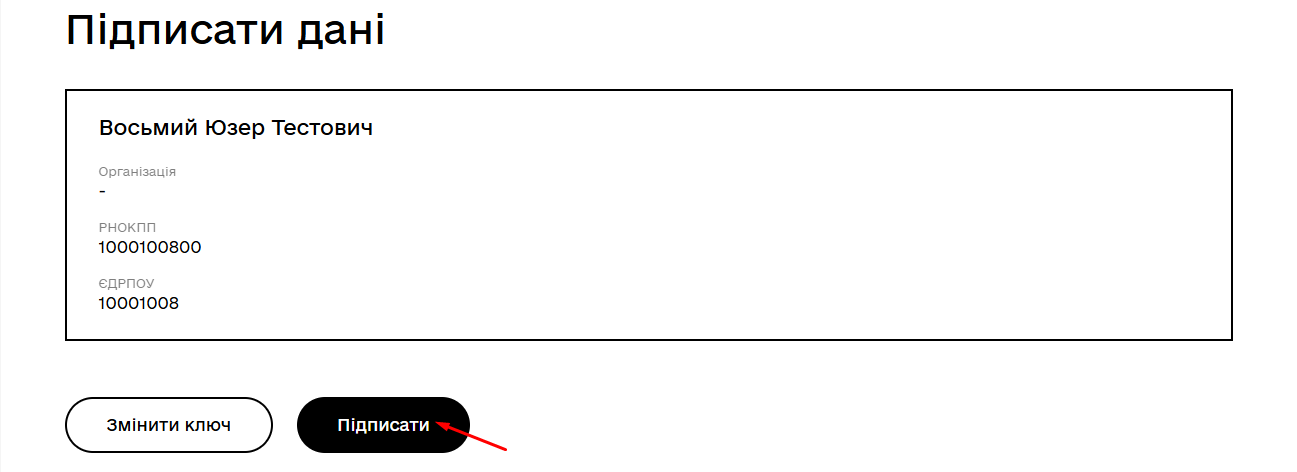 Підписати дані
Восьмий Юзер Тестович
Організація
-
РНОКПП
1000100800
ЄДРПОУ
10001008
Змінити ключ
Підписати